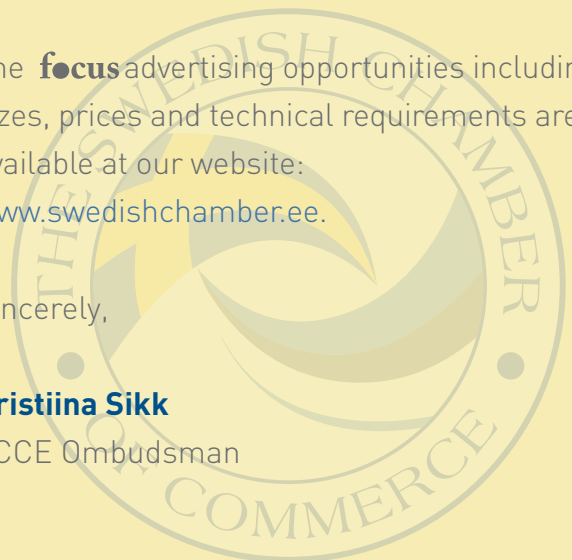 he focus advertising opportunities includin
zes, prices and technical requirements are
vailable at our website:
ww.swedishchamber.ee.
ncerely,
ristiina Sikk
CCE Ombudsman
THE SWEDISH CHAMBER
OF COMMERCE